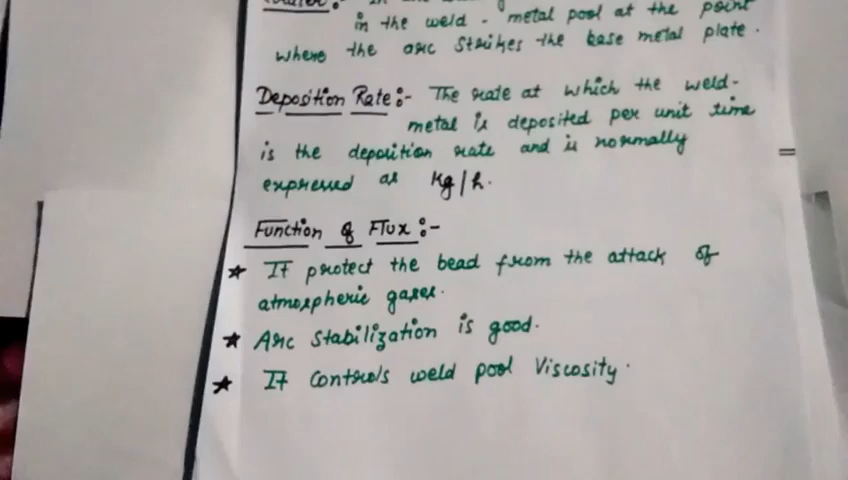 in the weld - metal pool at the point
where the arc strikes the base metal plate.
Deposition Rate:- The rate at which the weld-
metal is deposited per unit time
is the deposition rate and is normally
expressed as Kg/h.
Function of Flux:-
★ It protect the bead from the attack of
atmospheric gases.
★ Arc Stabilization is good.
★ It Controls weld pool Viscosity.